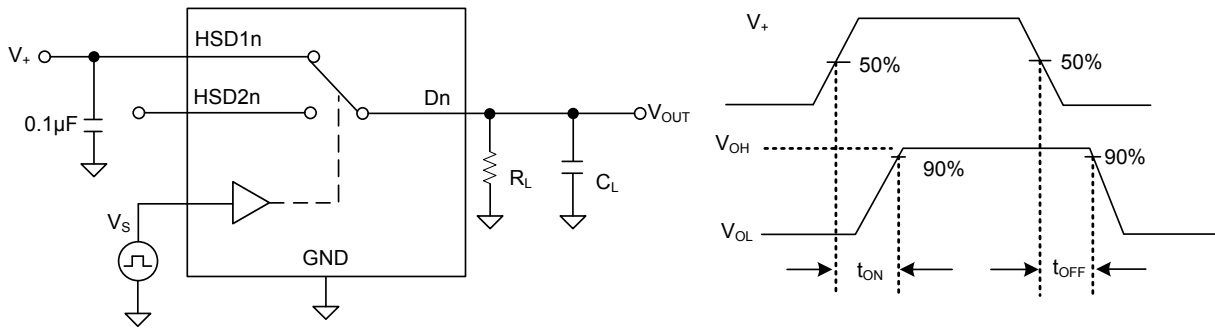 V+
HSD1n
HSD2n
Dn
VOUT
0.1µF
RL
CL
VS
GND
V+
50%
50%
VOH
90%
90%
VOL
tON
tOFF